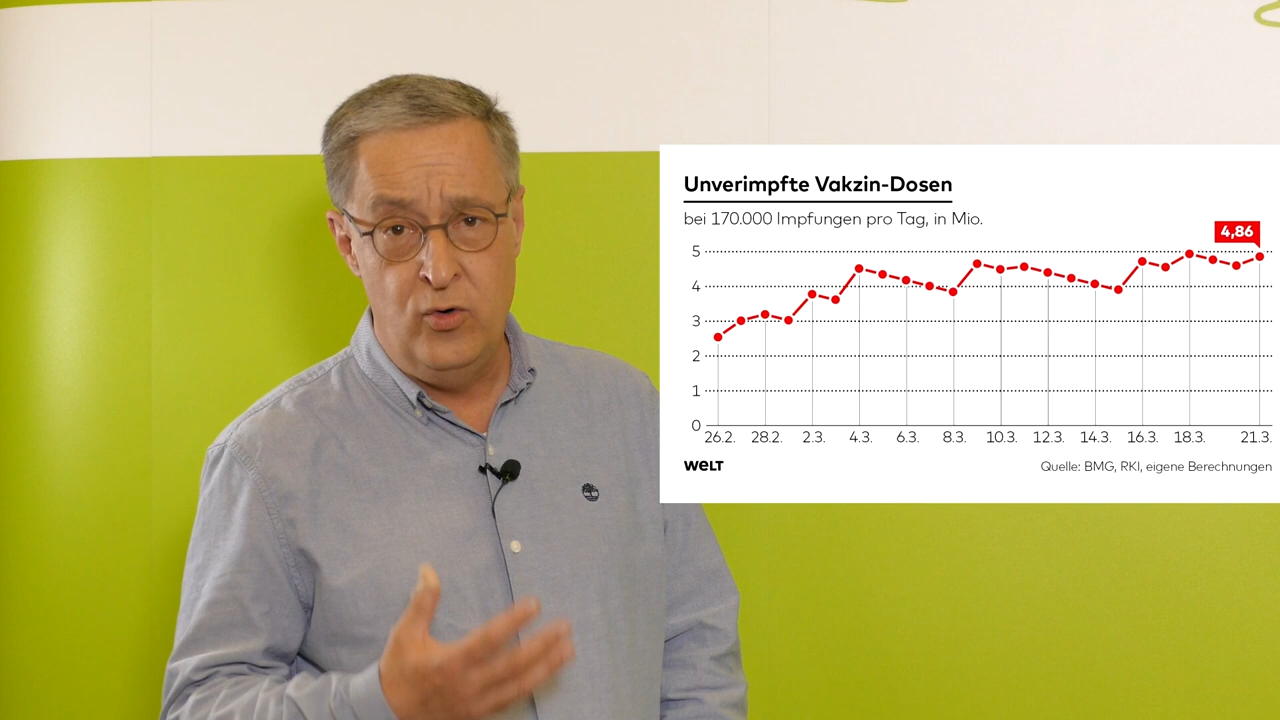 Unverimpfte Vakzin-Dosen
bei 170.000 Impfungen pro Tag, in Mio.
4,86
5
4
3
2
1
0
26.2. 28.2. 2.3. 4.3. 6.3. 8.3. 10.3. 12.3. 14.3. 16.3. 18.3. 21.3.
WELT Quelle: BMG, RKI, eigene Berechnungen